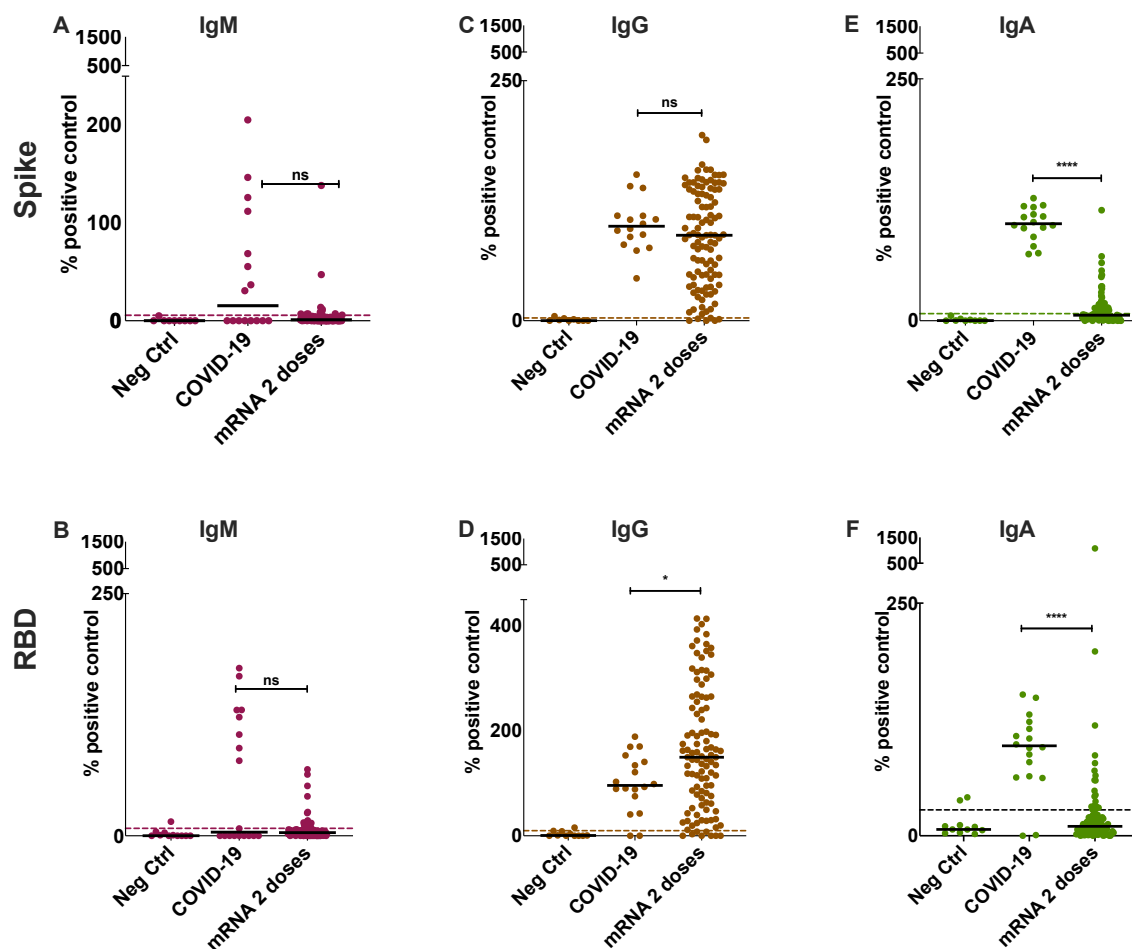 A
IgM
C
IgG
E
IgA
Spike
% positive control
1500
500
200
100
0
ns
Neg Ctrl
COVID-19
mRNA 2 doses
% positive control
1500
500
250
0
ns
Neg Ctrl
COVID-19
mRNA 2 doses
% positive control
1500
500
250
0
****
Neg Ctrl
COVID-19
mRNA 2 doses
B
IgM
D
IgG
F
IgA
RBD
% positive control
1500
500
250
0
ns
Neg Ctrl
COVID-19
mRNA 2 doses
% positive control
1500
500
400
200
0
*
Neg Ctrl
COVID-19
mRNA 2 doses
% positive control
1500
500
250
0
****
Neg Ctrl
COVID-19
mRNA 2 doses